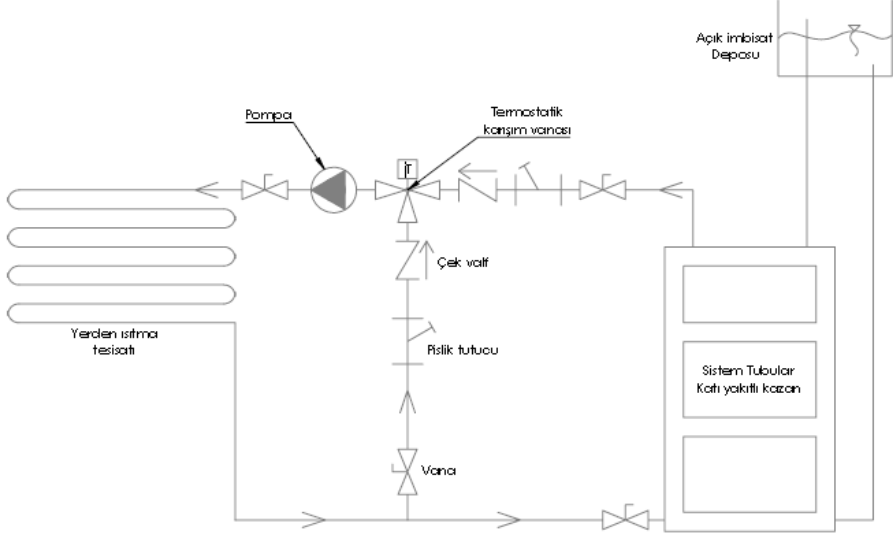 Açık imbisat
Deposu
Pompa
Termostatik
karışım vanası
jT
Çek valf
Yerden ısıtma
tesisatı
Pislik tutucu
Sistem Tubular
Katı yakıtlı kazan
Vana